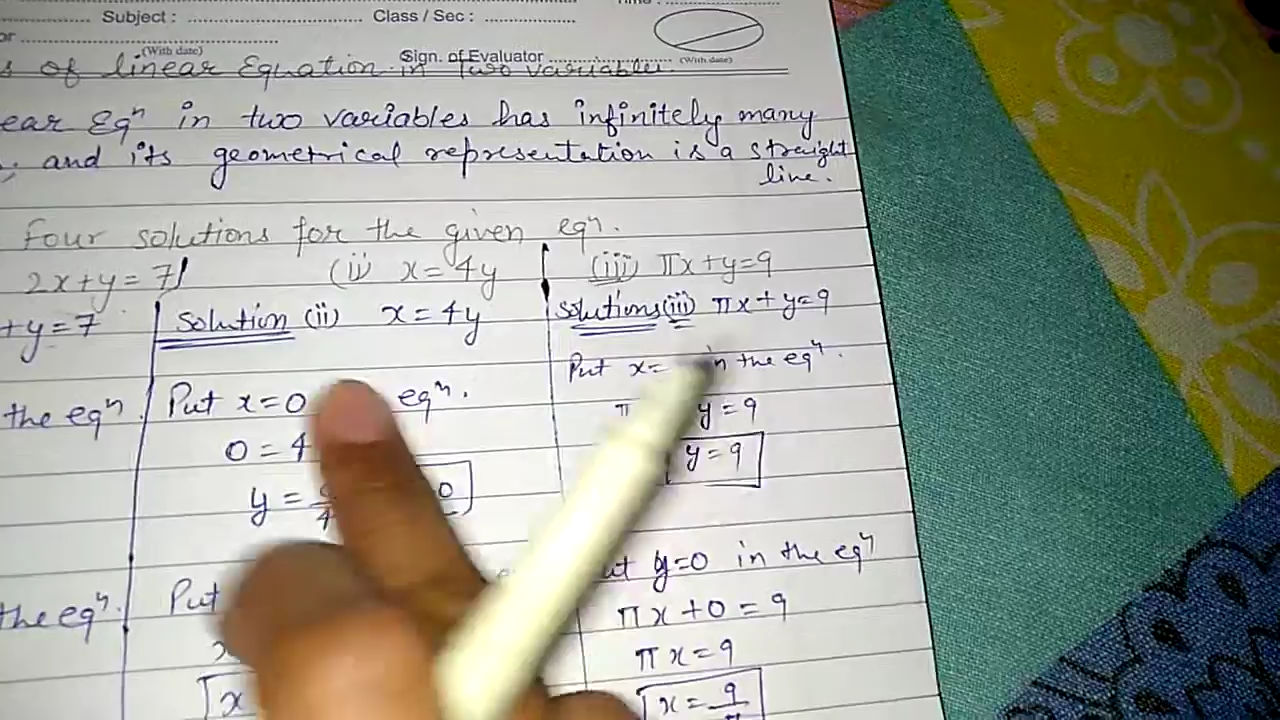 Subject : Class / Sec :
(With date) Sign. of Evaluator (With date)
of linear Equation in Two variables
ear Eqⁿ in two variables has infinitely many
and its geometrical representation is a straight
line.
four solutions for the given eqⁿ.
2x+y=7 (ii) x=4y (iii) πx+y=9
+y=7
the eqⁿ.
the eqⁿ.
Solution (ii) x=4y
Put x=0 eqⁿ.
0=4
y=
0
Put
x
Solutions (iii) πx+y=9
Put x= in the eqⁿ.
π y=9
y=9
y=0 in the eqⁿ
πx+0=9
πx=9
x=9